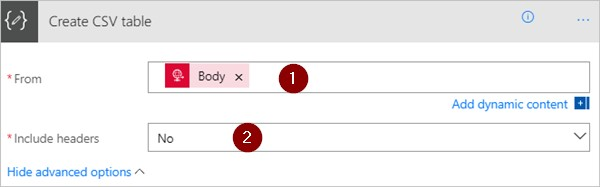 Create CSV table
* From Body × 1
Add dynamic content
* Include headers No 2
Hide advanced options